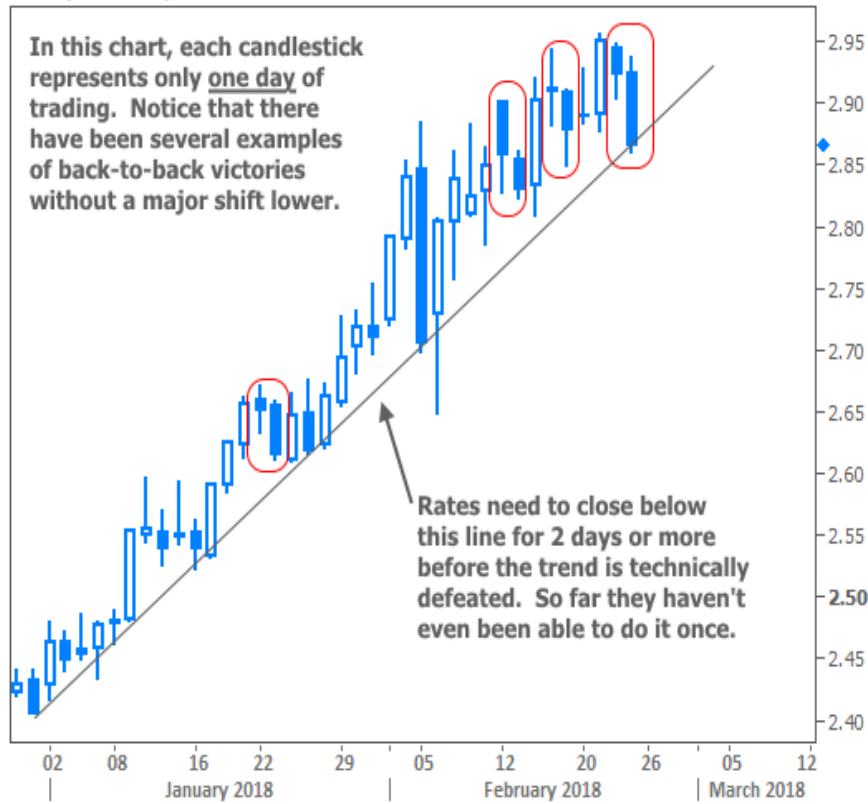 In this chart, each candlestick
represents only one day of
trading.  Notice that there
have been several examples
of back-to-back victories
without a major shift lower.
2.95
2.90
2.85
2.80
2.75
2.70
2.65
2.60
2.55
2.50
2.45
2.40
Rates need to close below
this line for 2 days or more
before the trend is technically
defeated.  So far they haven't
even been able to do it once.
02 08 16 22 29 05 12 20 26 05 12
January 2018 February 2018 March 2018